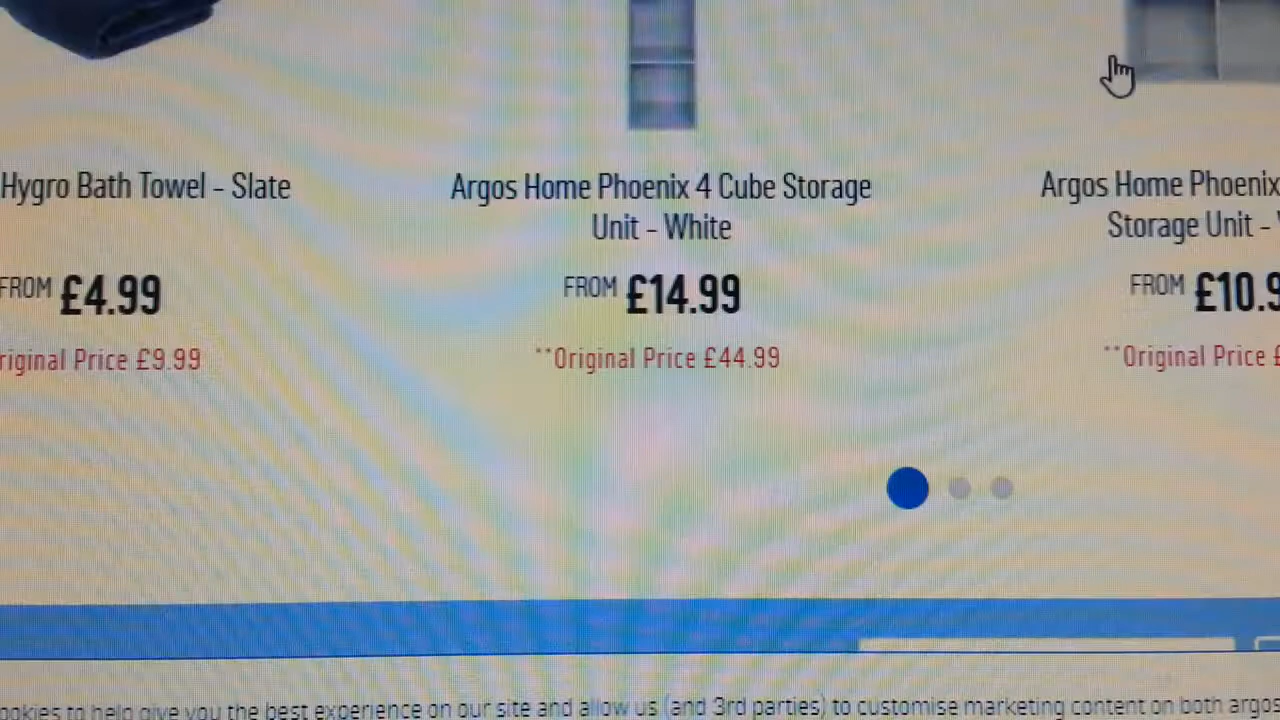 Hygro Bath Towel - Slate
FROM £4.99
riginal Price £9.99
Argos Home Phoenix 4 Cube Storage
Unit - White
FROM £14.99
**Original Price £44.99
Argos Home Phoenix
Storage Unit -
FROM £10.9
**Original Price £
ookies to help give you the best experience on our site and allow us (and 3rd parties) to customise marketing content on both argos